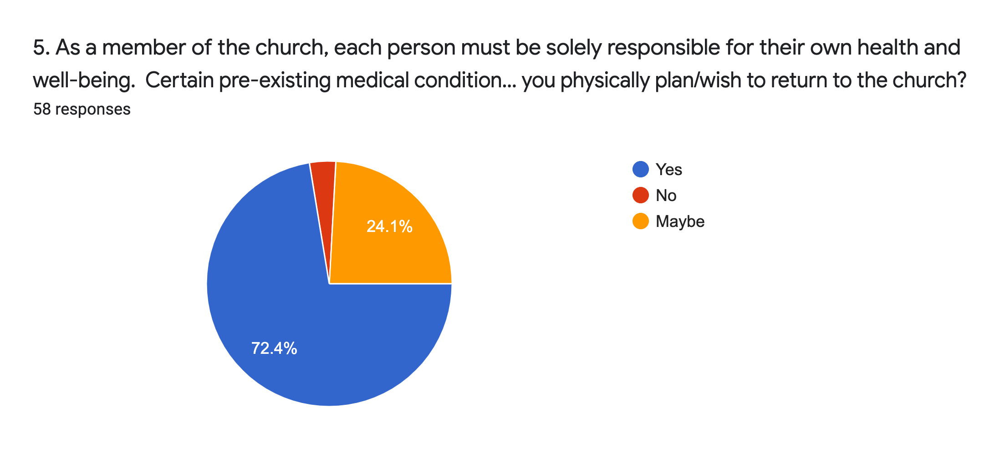 5. As a member of the church, each person must be solely responsible for their own health and
well-being.  Certain pre-existing medical condition... you physically plan/wish to return to the church?
58 responses
Yes
No
Maybe
24.1%
72.4%